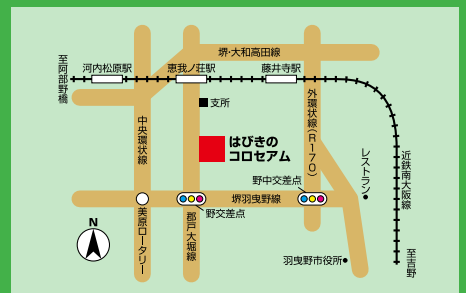 堺・大和高田線
至阿部野橋
河内松原駅
恵我ノ荘駅
藤井寺駅
支所
外環状線(R170)
中央環状線
はびきの
コロセアム
野中交差点
レストラン
近鉄南大阪線
堺羽曳野線
野交差点
美原ロータリー
郡戸大堀線
N
羽曳野市役所
至吉野